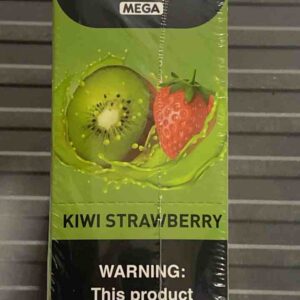 MEGA
KIWI STRAWBERRY
WARNING:
This product